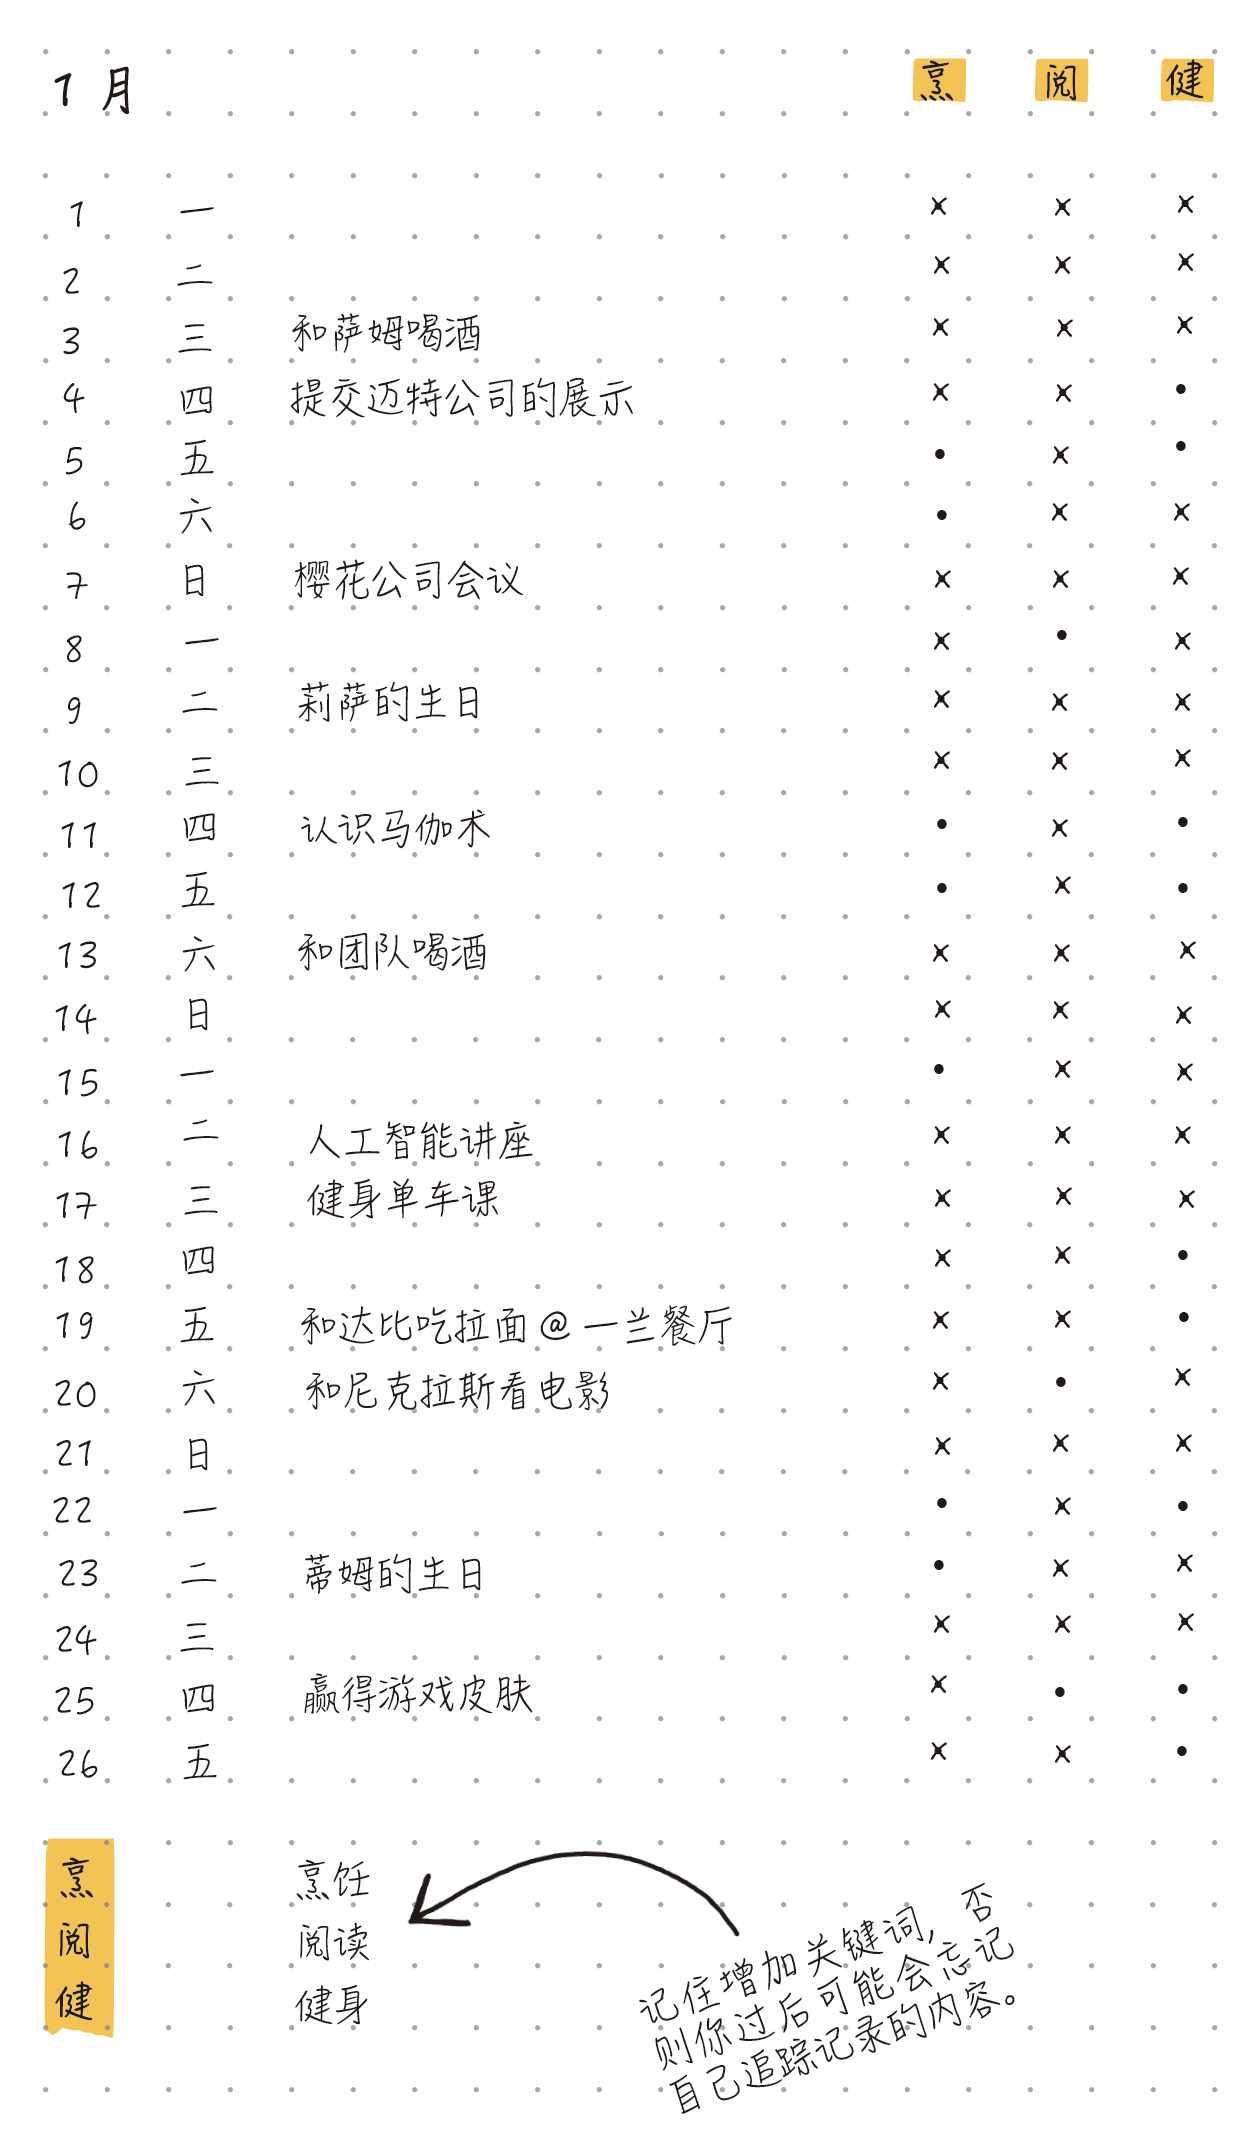 1 月 烹 阅 健
1 一 × × ×
2 二 × × ×
3 三 和萨姆喝酒 × × ×
4 四 提交迈特公司的展示 × × •
5 五 • × •
6 六 • × ×
7 日 樱花公司会议 × × ×
8 一 × • ×
9 二 莉萨的生日 × × ×
10 三 × × ×
11 四 认识马伽术 • × •
12 五 • × •
13 六 和团队喝酒 × × ×
14 日 × × ×
15 一 • × ×
16 二 人工智能讲座 × × ×
17 三 健身单车课 × × ×
18 四 × × •
19 五 和达比吃拉面@一兰餐厅 × × •
20 六 和尼克拉斯看电影 × • ×
21 日 × × ×
22 一 • × •
23 二 蒂姆的生日 • × ×
24 三 × × ×
25 四 赢得游戏皮肤 × • •
26 五 × × •
烹 烹饪
阅 阅读
健 健身
记住增加关键词，否
则你过后可能会忘记
自己追踪记录的内容。